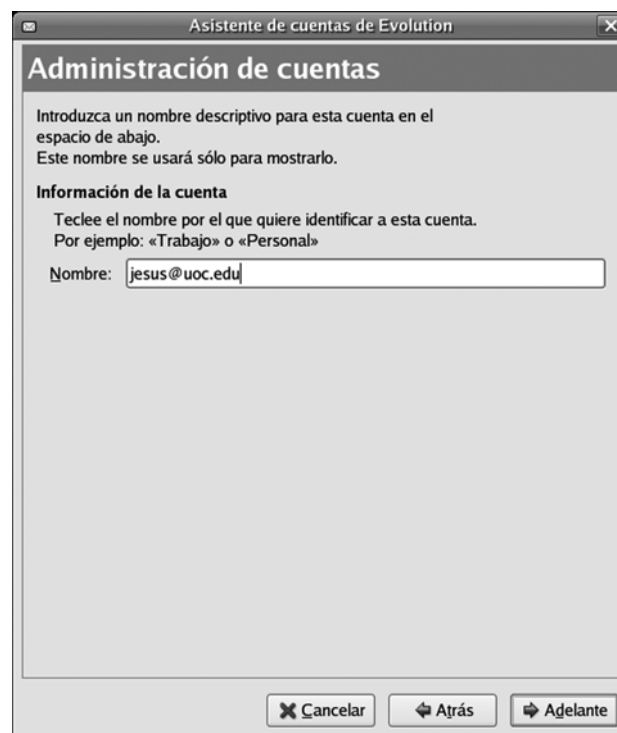 Asistente de cuentas de Evolution
Administración de cuentas
Introduzca un nombre descriptivo para esta cuenta en el
espacio de abajo.
Este nombre se usará sólo para mostrarlo.
Información de la cuenta
Teclee el nombre por el que quiere identificar a esta cuenta.
Por ejemplo: «Trabajo» o «Personal»
Nombre: jesus@uoc.edu
Cancelar Atrás Adelante